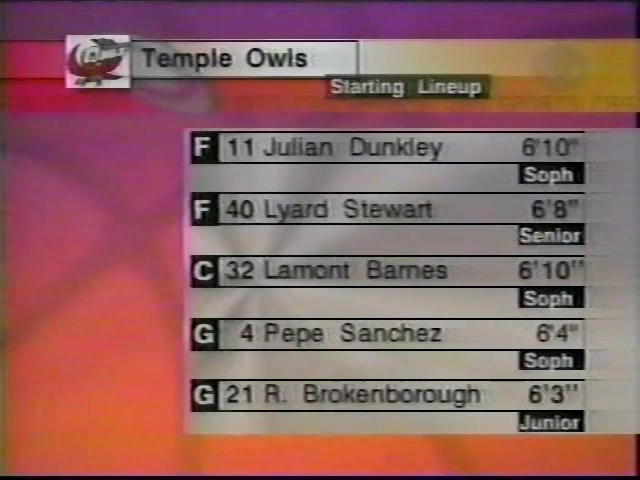 Temple Owls
Starting Lineup
F 11 Julian Dunkley 6'10"
Soph
F 40 Lyard Stewart 6'8"
Senior
C 32 Lamont Barnes 6'10"
Soph
G 4 Pepe Sanchez 6'4"
Soph
G 21 R. Brokenborough 6'3"
Junior